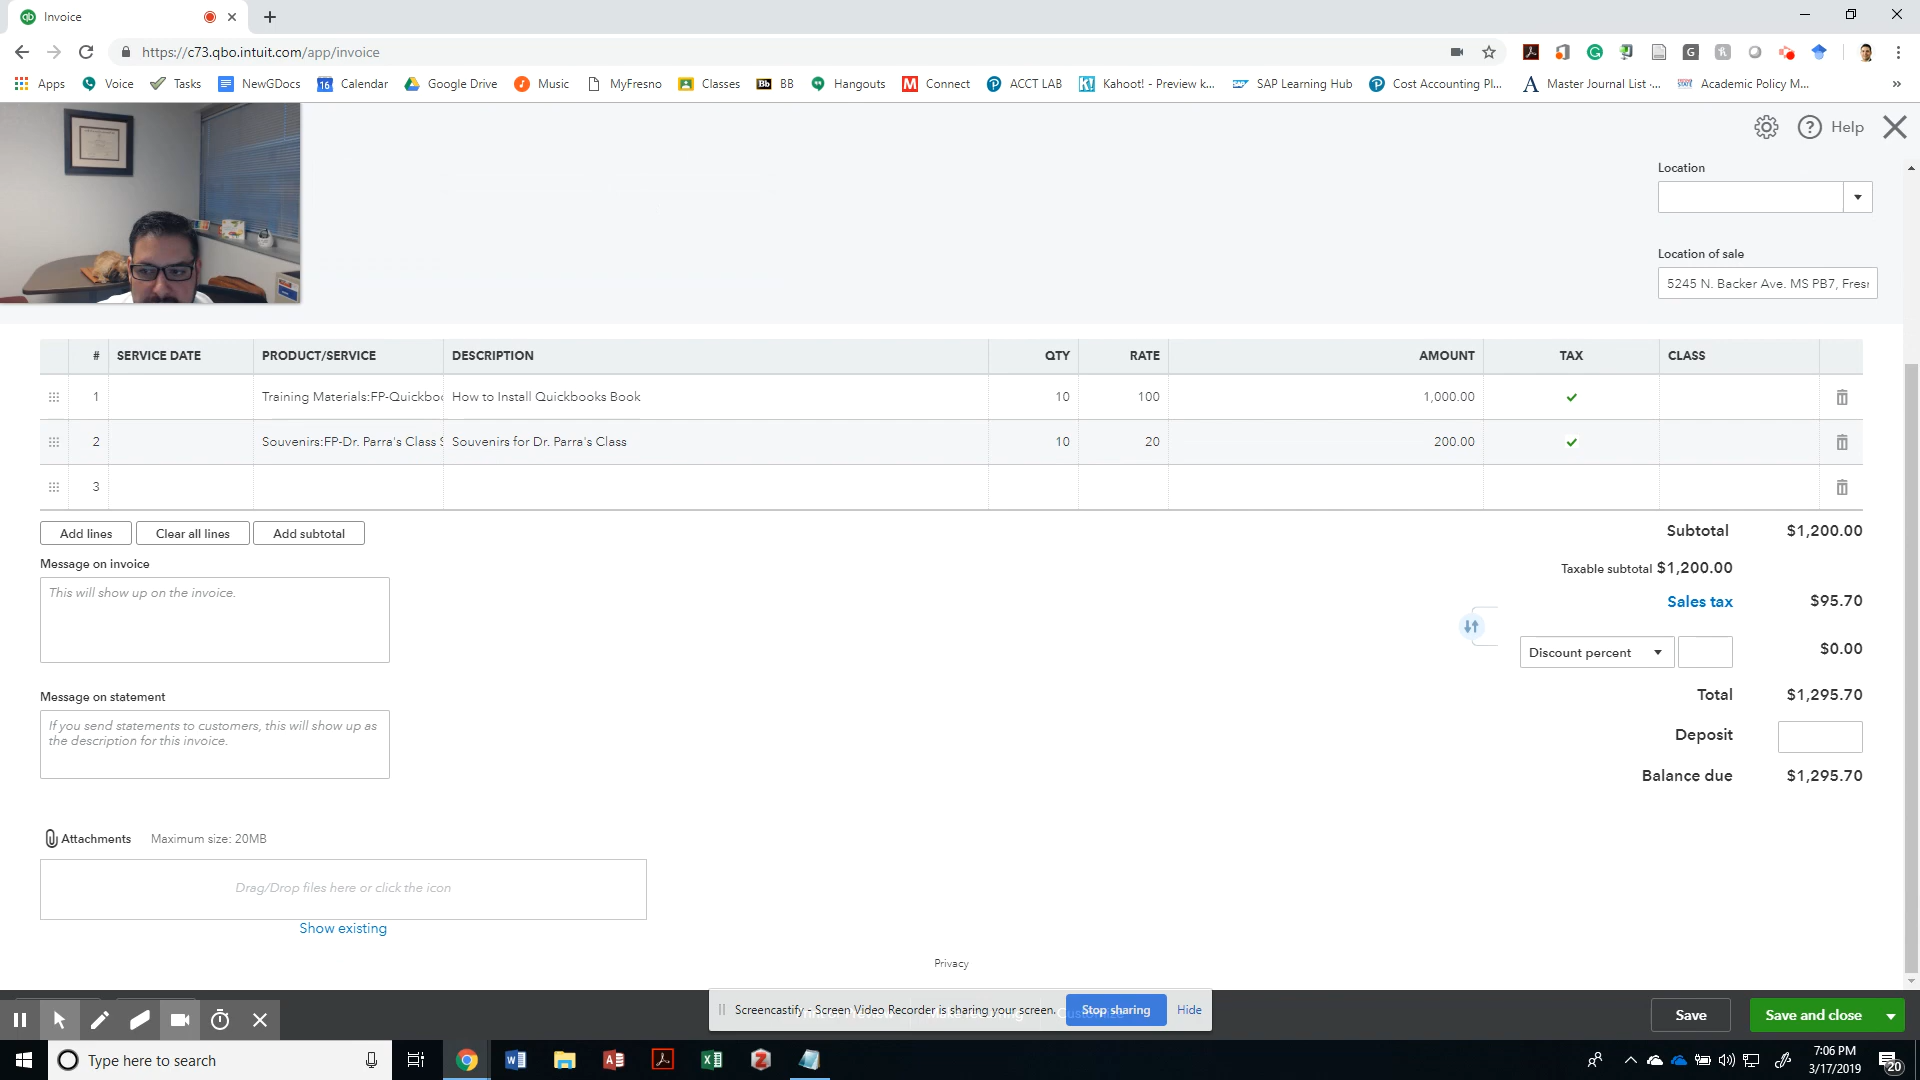 Invoice
https://c73.qbo.intuit.com/app/invoice
Apps Voice Tasks NewGDocs Calendar Google Drive Music MyFresno Classes BB Hangouts Connect ACCT LAB Kahoot! - Preview k... SAP Learning Hub Cost Accounting Pl... Master Journal List -... Academic Policy M... »
Help
Location
Location of sale
5245 N. Backer Ave. MS PB7, Fresn
# SERVICE DATE PRODUCT/SERVICE DESCRIPTION QTY RATE AMOUNT TAX CLASS
1 Training Materials:FP-Quickboo How to Install Quickbooks Book 10 100 1,000.00
2 Souvenirs:FP-Dr. Parra's Class S Souvenirs for Dr. Parra's Class 10 20 200.00
3
Add lines Clear all lines Add subtotal
Subtotal $1,200.00
Message on invoice
Taxable subtotal $1,200.00
This will show up on the invoice.
Sales tax $95.70
Discount percent $0.00
Message on statement
Total $1,295.70
If you send statements to customers, this will show up as
the description for this invoice.
Deposit
Balance due $1,295.70
Attachments Maximum size: 20MB
Drag/Drop files here or click the icon
Show existing
Privacy
Screencastify - Screen Video Recorder is sharing your screen. Stop sharing Hide
Save Save and close
Type here to search
7:06 PM
3/17/2019
20